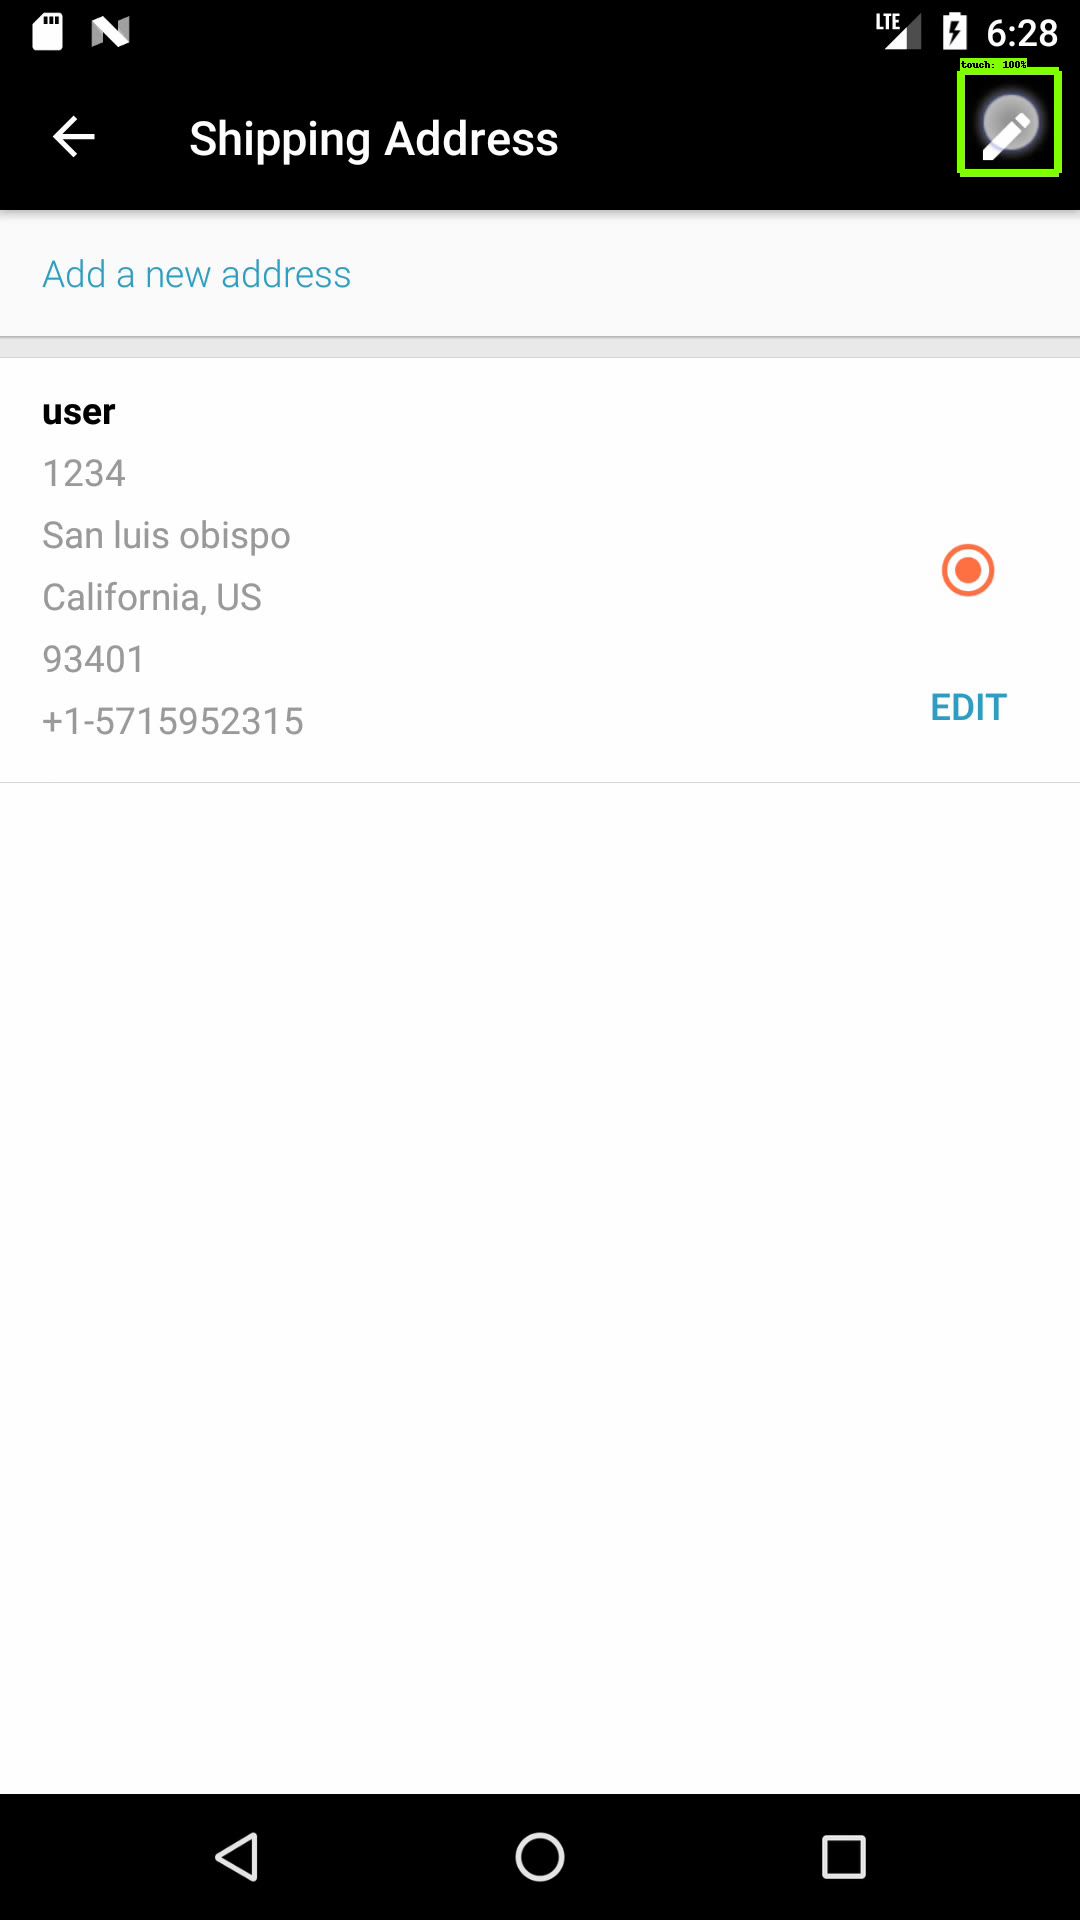 LTE 6:28
touch: 100%
Shipping Address
Add a new address
user
1234
San luis obispo
California, US
93401
+1-5715952315
EDIT